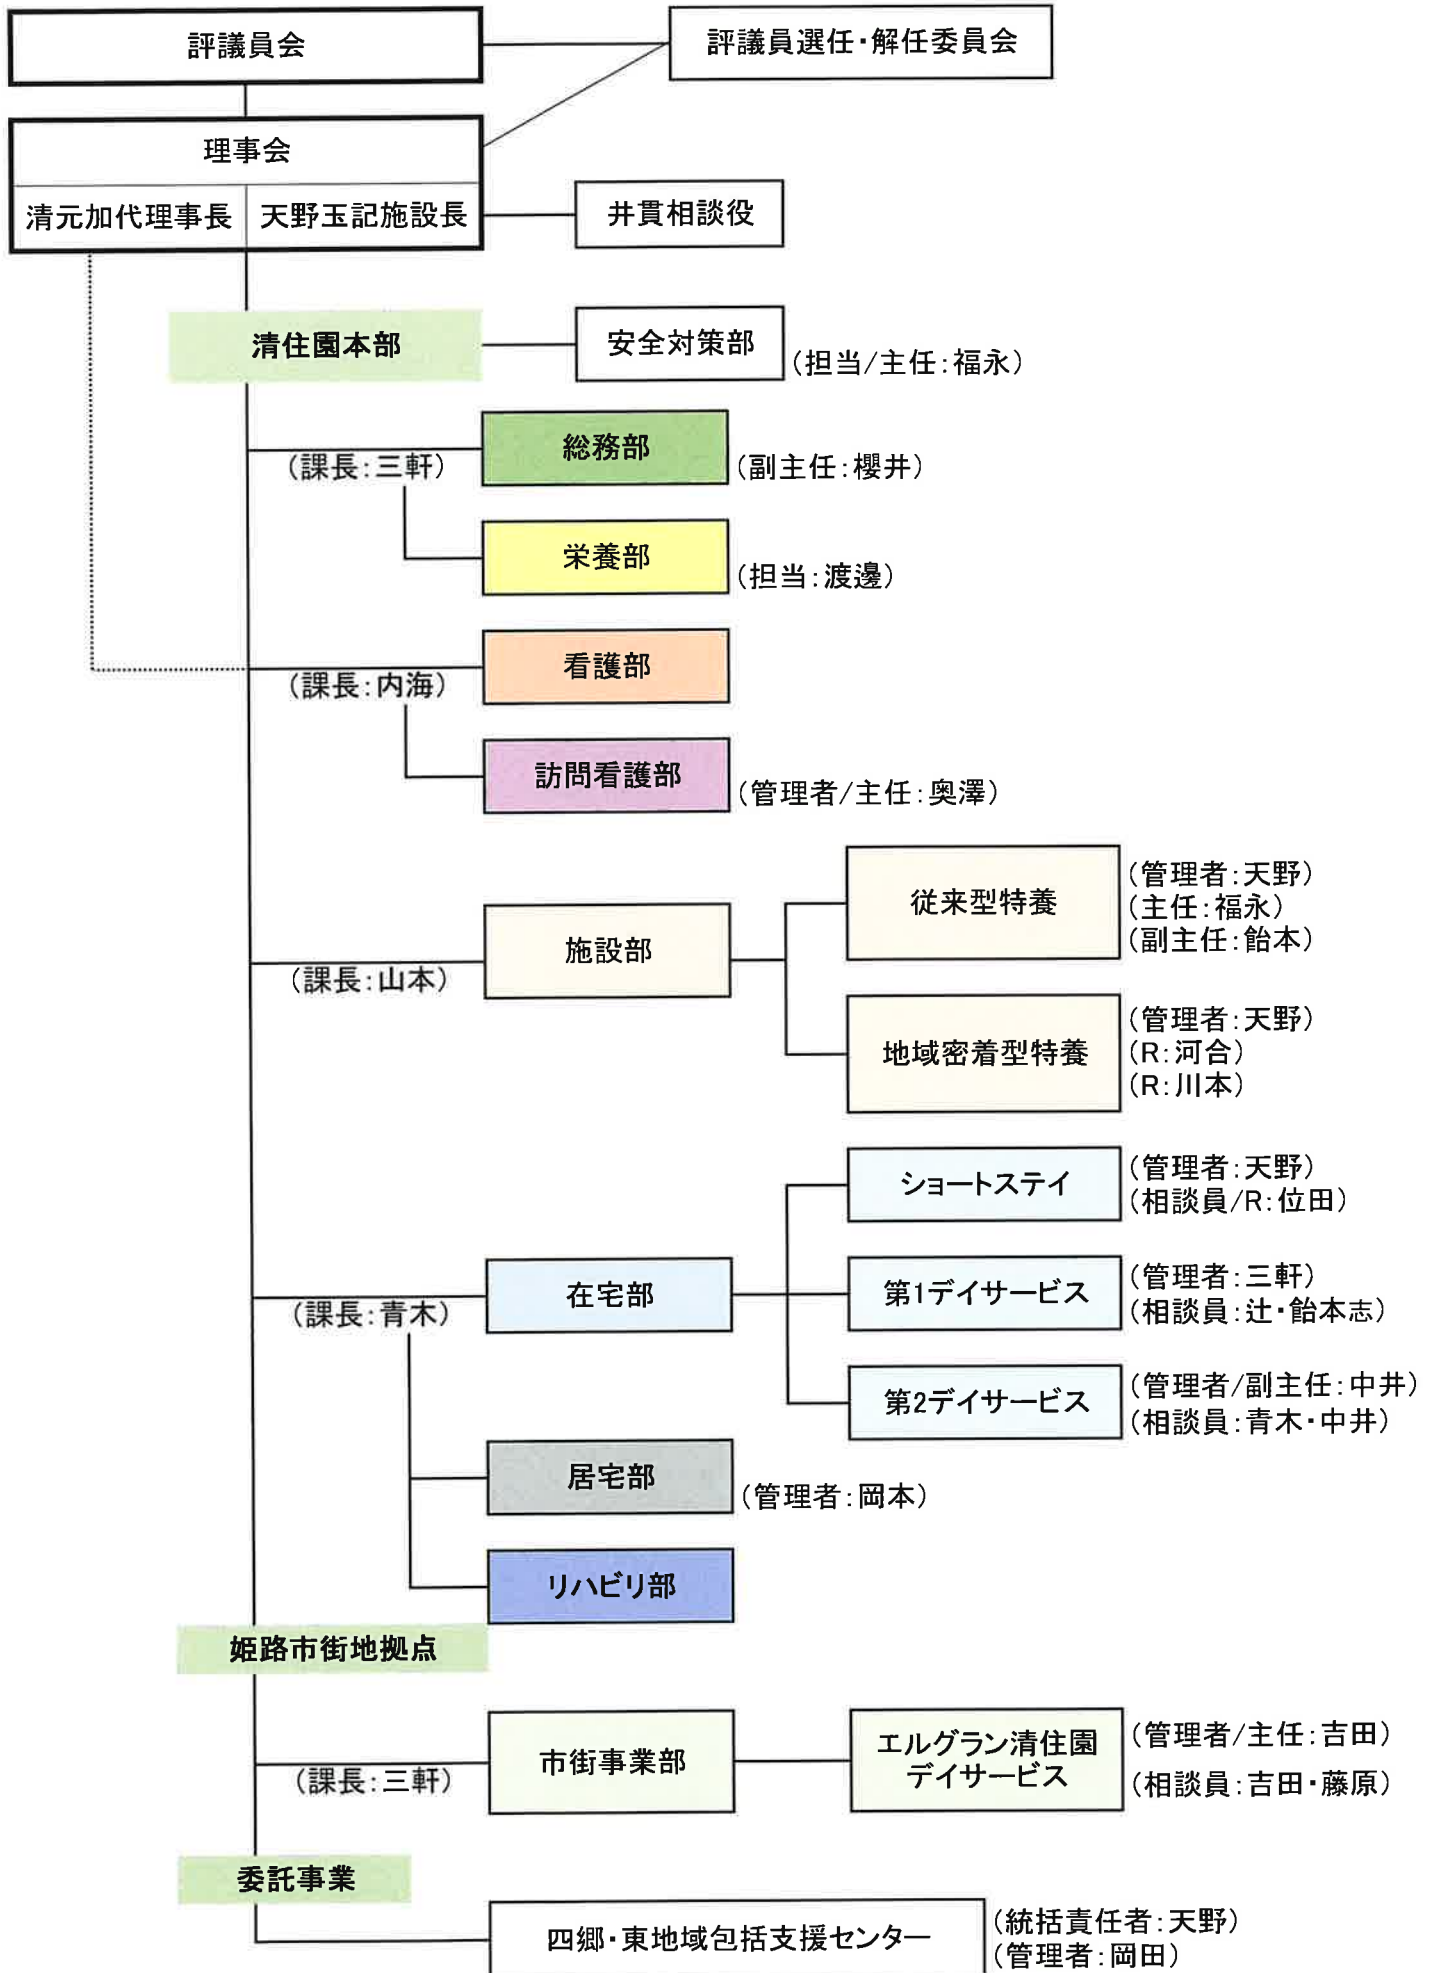 評議員会
評議員選任・解任委員会
理事会
清元加代理事長
天野玉記施設長
井貫相談役
清住園本部
安全対策部
(担当/主任:福永)
総務部
(課長:三軒)
(副主任:櫻井)
栄養部
(担当:渡邊)
看護部
(課長:内海)
訪問看護部
(管理者/主任:奥澤)
従来型特養
(管理者:天野)
(主任:福永)
(副主任:飴本)
施設部
(課長:山本)
地域密着型特養
(管理者:天野)
(R:河合)
(R:川本)
ショートステイ
(管理者:天野)
(相談員/R:位田)
在宅部
(課長:青木)
第1デイサービス
(管理者:三軒)
(相談員:辻・飴本志)
第2デイサービス
(管理者/副主任:中井)
(相談員:青木・中井)
居宅部
(管理者:岡本)
リハビリ部
姫路市街地拠点
市街事業部
(課長:三軒)
エルグラン清住園
デイサービス
(管理者/主任:吉田)
(相談員:吉田・藤原)
委託事業
四郷・東地域包括支援センター
(統括責任者:天野)
(管理者:岡田)